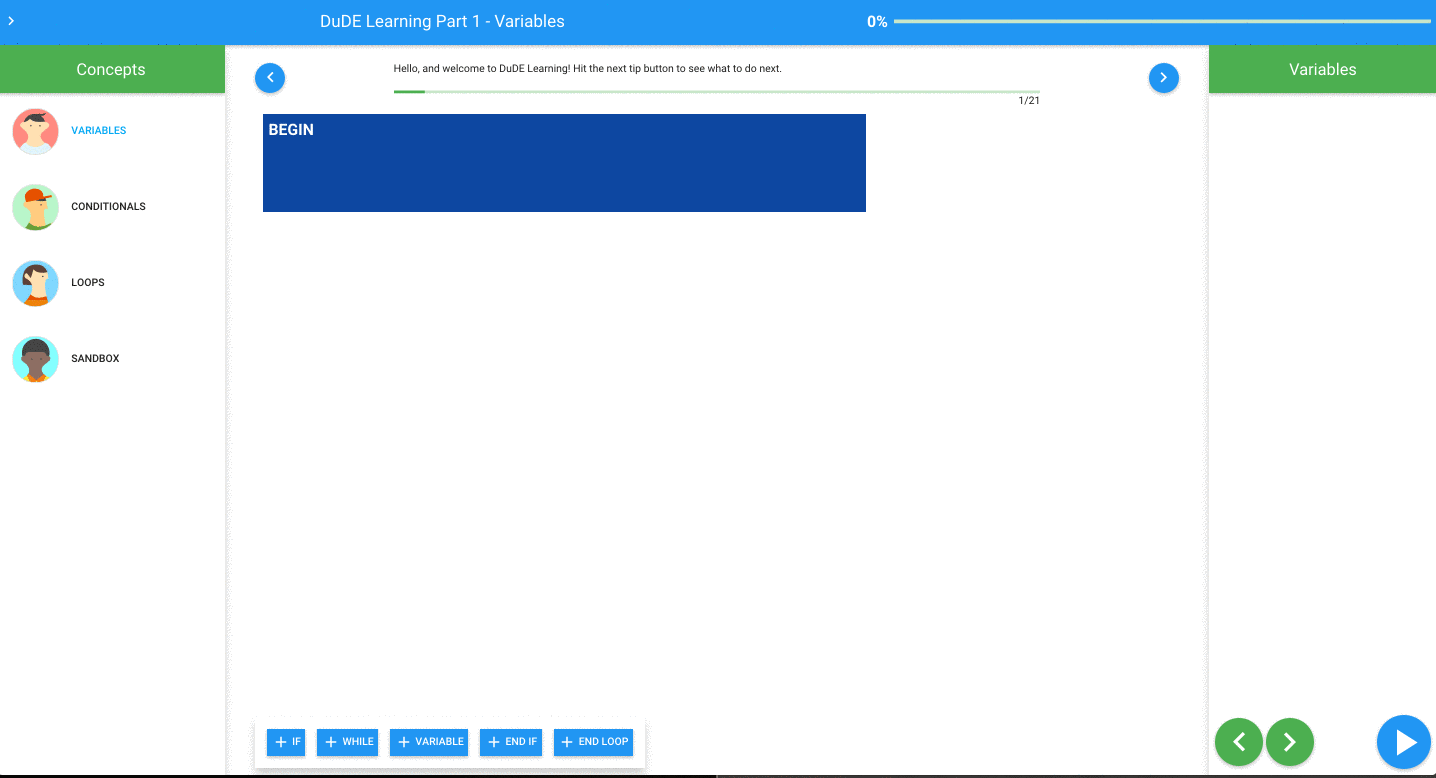 DuDE Learning Part 1 - Variables
0%
Concepts
Hello, and welcome to DuDE Learning! Hit the next tip button to see what to do next.
Variables
1/21
VARIABLES
BEGIN
CONDITIONALS
LOOPS
SANDBOX
IF
WHILE
VARIABLE
END IF
END LOOP